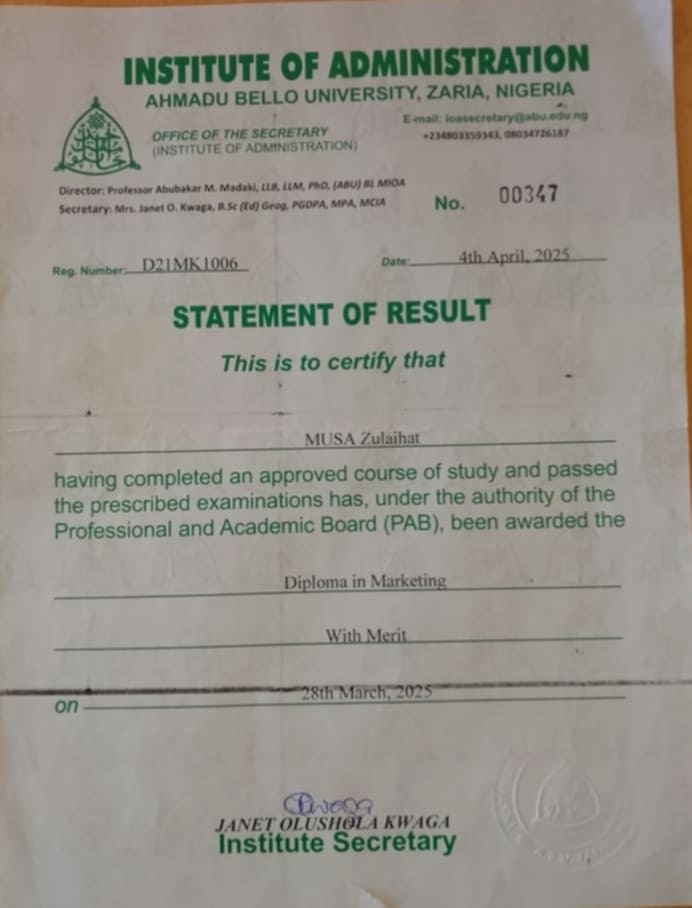 INSTITUTE OF ADMINISTRATION
AHMADU BELLO UNIVERSITY, ZARIA, NIGERIA
OFFICE OF THE SECRETARY
(INSTITUTE OF ADMINISTRATION)
E-mail: ioasecretary@abu.edu.ng
+234803359343, 08034726187
Director: Professor Abubakar M. Madaki, LLB, LLM, PhD, (ABU) BL MIOA
Secretary: Mrs. Janet O. Kwaga, B.Sc (Ed) Geog, PGDPA, MPA, MCIA
No. 00347
Reg. Number: D21MK1006
Date: 4th April, 2025
STATEMENT OF RESULT
This is to certify that
MUSA Zulaihat
having completed an approved course of study and passed
the prescribed examinations has, under the authority of the
Professional and Academic Board (PAB), been awarded the
Diploma in Marketing
With Merit
on 28th March, 2025
JANET OLUSHOLA KWAGA
Institute Secretary